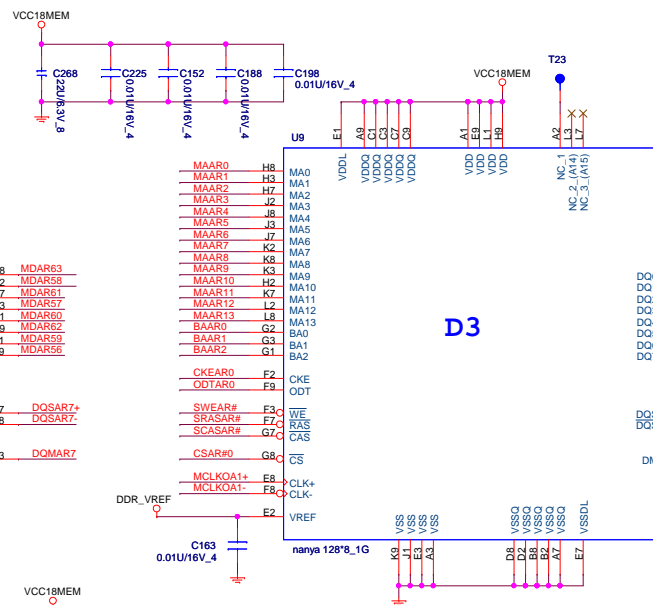 VCC18MEM
C268
22U/6.3V_8
C225
0.01U/16V_4
C152
0.01U/16V_4
C188
0.01U/16V_4
C198
0.01U/16V_4
VCC18MEM
T23
U9
E1 A9 C1 C3 C7 C9 A1 E9 L1 H9 A2 L3 L7
VDDL VDDQ VDDQ VDDQ VDDQ VDDQ VDD VDD VDD VDD NC_1 NC_2_(A14) NC_3_(A15)
MAAR0 H8 MA0
MAAR1 H3 MA1
MAAR2 H7 MA2
MAAR3 J2 MA3
MAAR4 J8 MA4
MAAR5 J3 MA5
MAAR6 J7 MA6
MAAR7 K2 MA7
MAAR8 K8 MA8
MAAR9 K3 MA9
MAAR10 H2 MA10
MAAR11 K7 MA11
MAAR12 L2 MA12
MAAR13 L8 MA13
BAAR0 G2 BA0
BAAR1 G3 BA1
BAAR2 G1 BA2
CKEAR0 F2 CKE
ODTAR0 F9 ODT
SWEAR# F3 WE
SRASAR# F7 RAS
SCASAR# G7 CAS
CSAR#0 G8 CS
MCLKOA1+ E8 CLK+
MCLKOA1- F8 CLK-
DDR_VREF
E2 VREF
C163
0.01U/16V_4
D3
MDAR63
MDAR58
MDAR61
MDAR57
MDAR60
MDAR62
MDAR59
MDAR56
DQSAR7+
DQSAR7-
DQMAR7
VSS VSS VSS VSS VSSQ VSSQ VSSQ VSSQ VSSQ VSSDL
K9 J1 E3 A3 D8 D2 B8 B2 A7 E7
nanya 128*8_1G
VCC18MEM